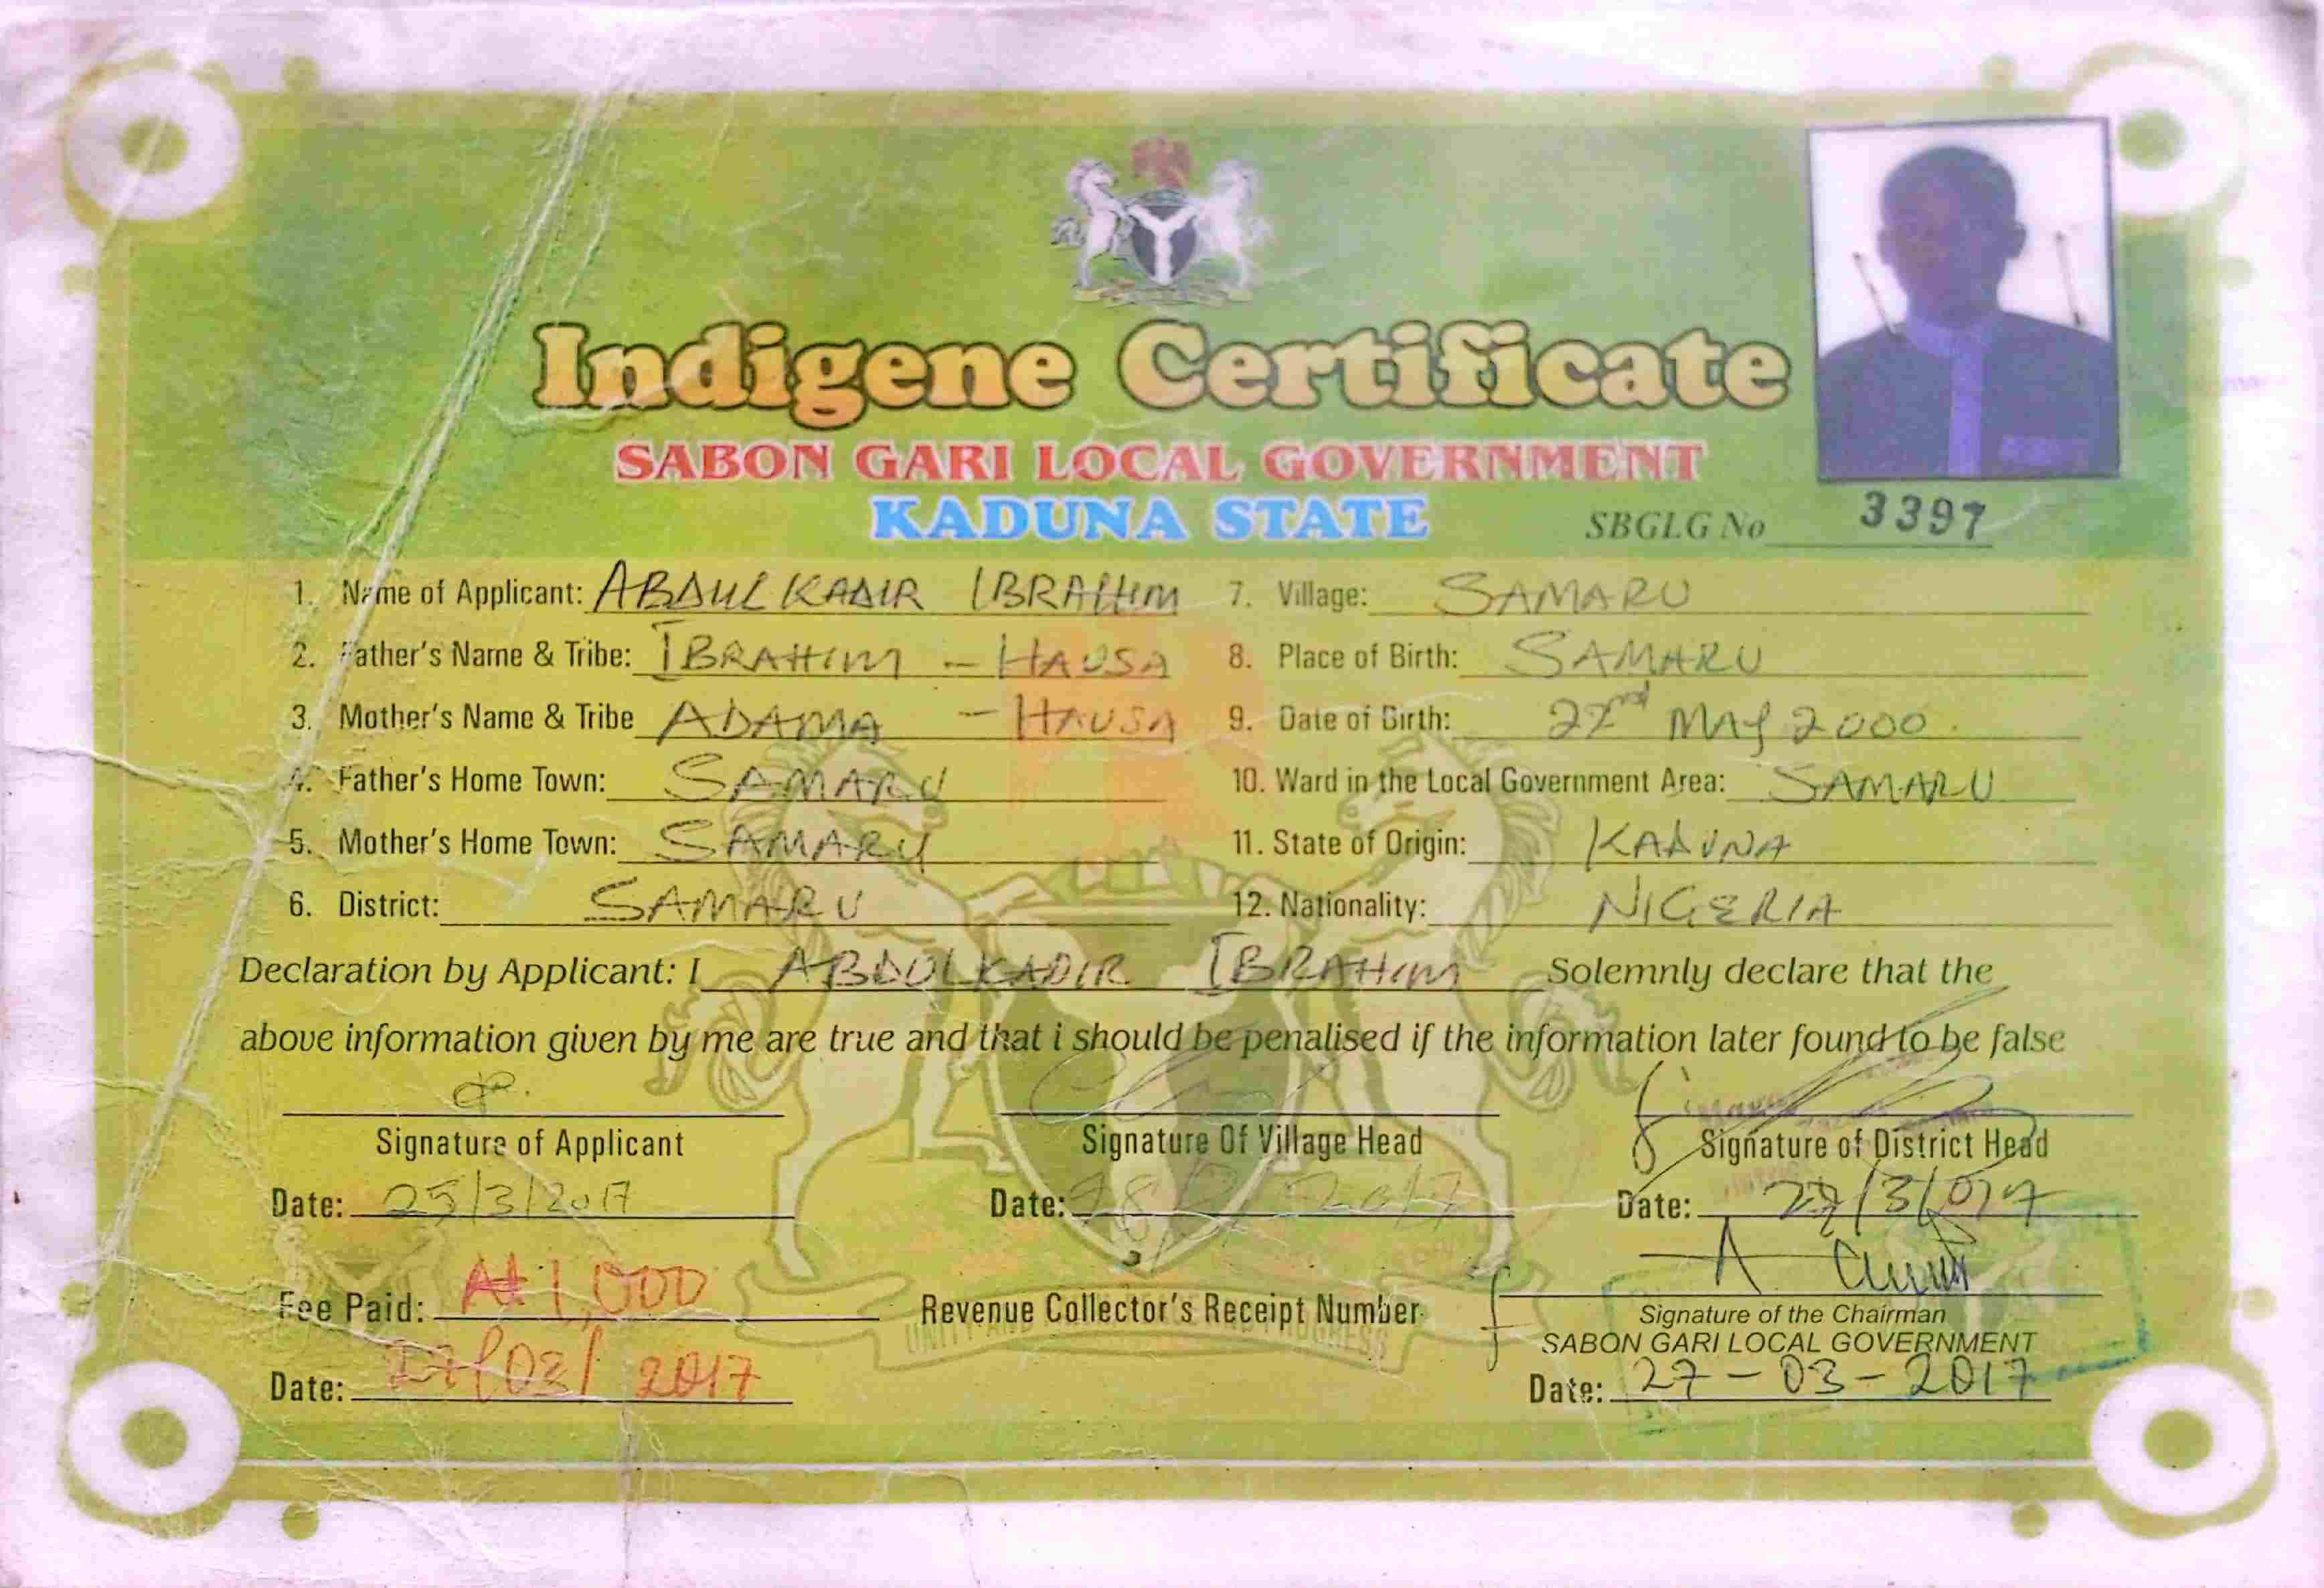 Indigene Certificate
SABON GARI LOCAL GOVERNMENT
KADUNA STATE
SBGLG No 3397
1. Name of Applicant: ABDULKADIR IBRAHIM
2. Father's Name & Tribe: IBRAHIM - HAUSA
3. Mother's Name & Tribe ADAMA - HAUSA
4. Father's Home Town: SAMARU
5. Mother's Home Town: SAMARU
6. District: SAMARU
7. Village: SAMARU
8. Place of Birth: SAMARU
9. Date of Birth: 22nd MAY 2000
10. Ward in the Local Government Area: SAMARU
11. State of Origin: KADUNA
12. Nationality: NIGERIA
Declaration by Applicant: I ABDULKADIR IBRAHIM Solemnly declare that the
above information given by me are true and that i should be penalised if the information later found to be false
Signature of Applicant
Date: 25/3/2017
Signature Of Village Head
Date:
Signature of District Head
Date:
Fee Paid: ₦1,000
Date: 27/03/2017
Revenue Collector's Receipt Number
Signature of the Chairman
SABON GARI LOCAL GOVERNMENT
Date: 27-03-2017